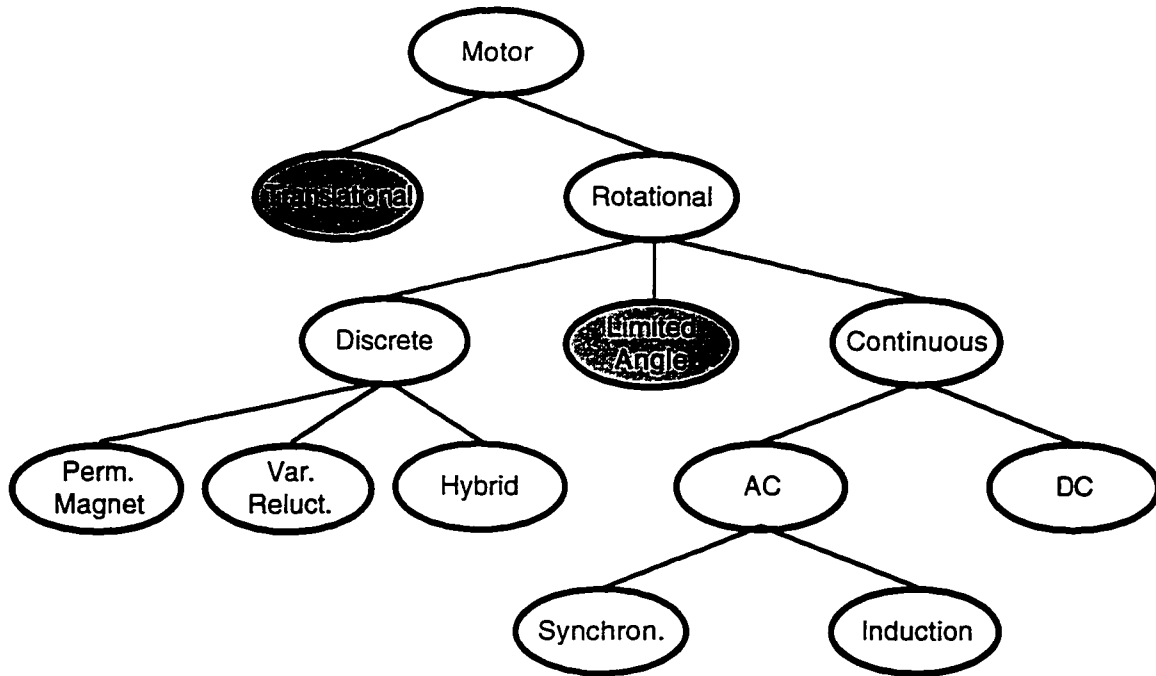 Motor
Translational
Rotational
Discrete
Limited
Angle
Continuous
Perm.
Magnet
Var.
Reluct.
Hybrid
AC
DC
Synchron.
Induction